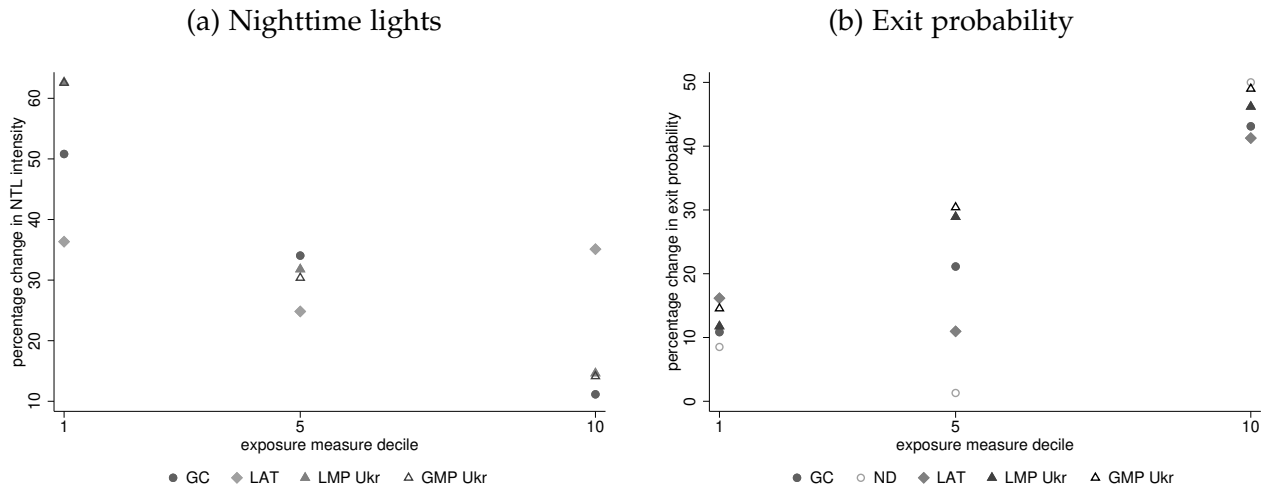 (a) Nighttime lights
percentage change in NTL intensity
60
50
40
30
20
10
1 5 10
exposure measure decile
GC LAT LMP Ukr GMP Ukr
(b) Exit probability
percentage change in exit probability
50
40
30
20
10
0
1 5 10
exposure measure decile
GC ND LAT LMP Ukr GMP Ukr